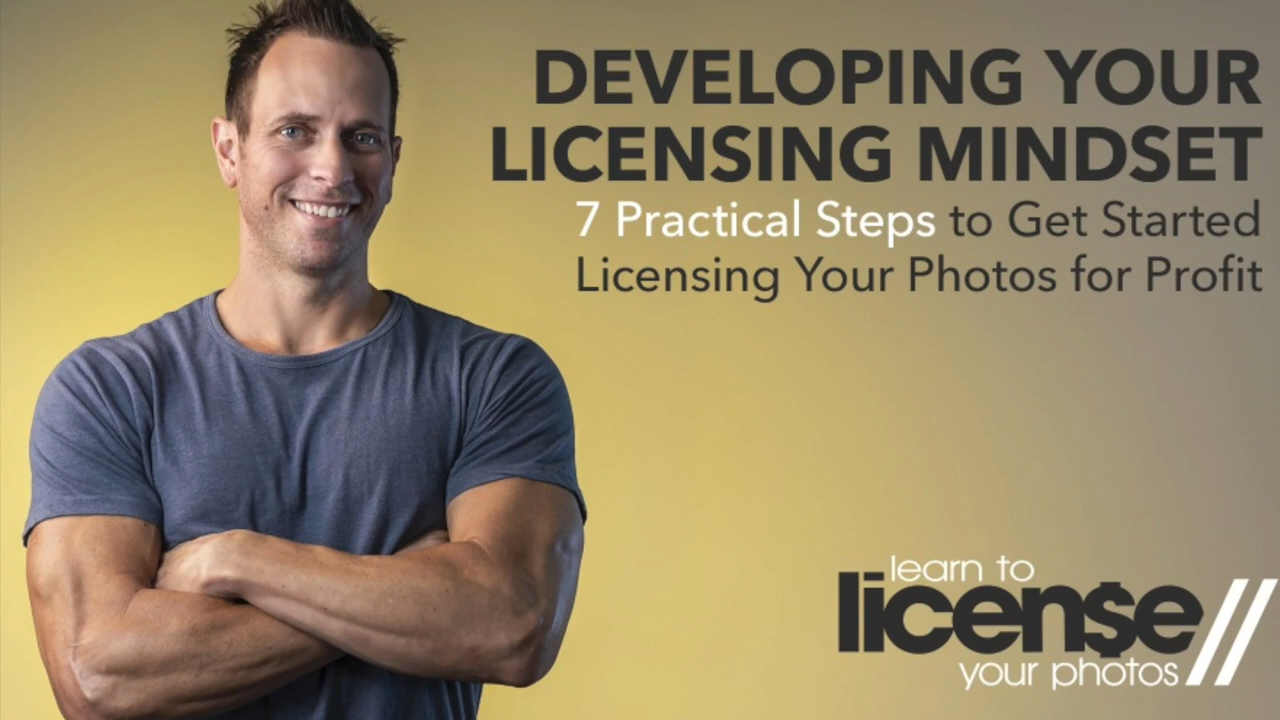 DEVELOPING YOUR
LICENSING MINDSET
7 Practical Steps to Get Started
Licensing Your Photos for Profit
learn to
licen$e//
your photos